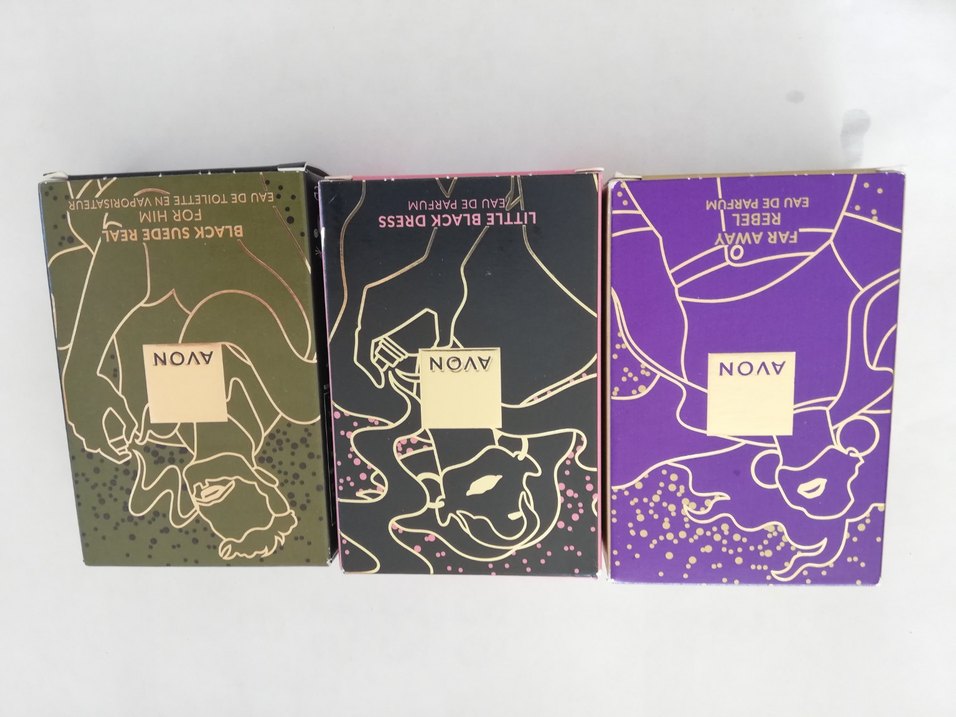 AVON
BLACK SUEDE REAL
FOR HIM
EAU DE TOILETTE EN VAPORISATEUR
AVON
LITTLE BLACK DRESS
EAU DE PARFUM
AVON
FAR AWAY
REBEL
EAU DE PARFUM